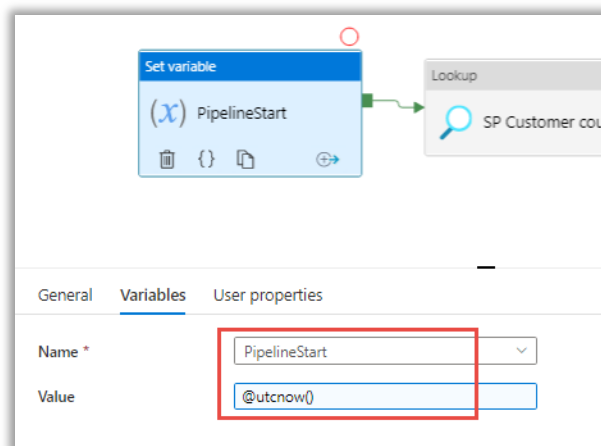 Set variable
(x) PipelineStart
{}
Lookup
SP Customer cou
General Variables User properties
Name *
PipelineStart
Value
@utcnow()